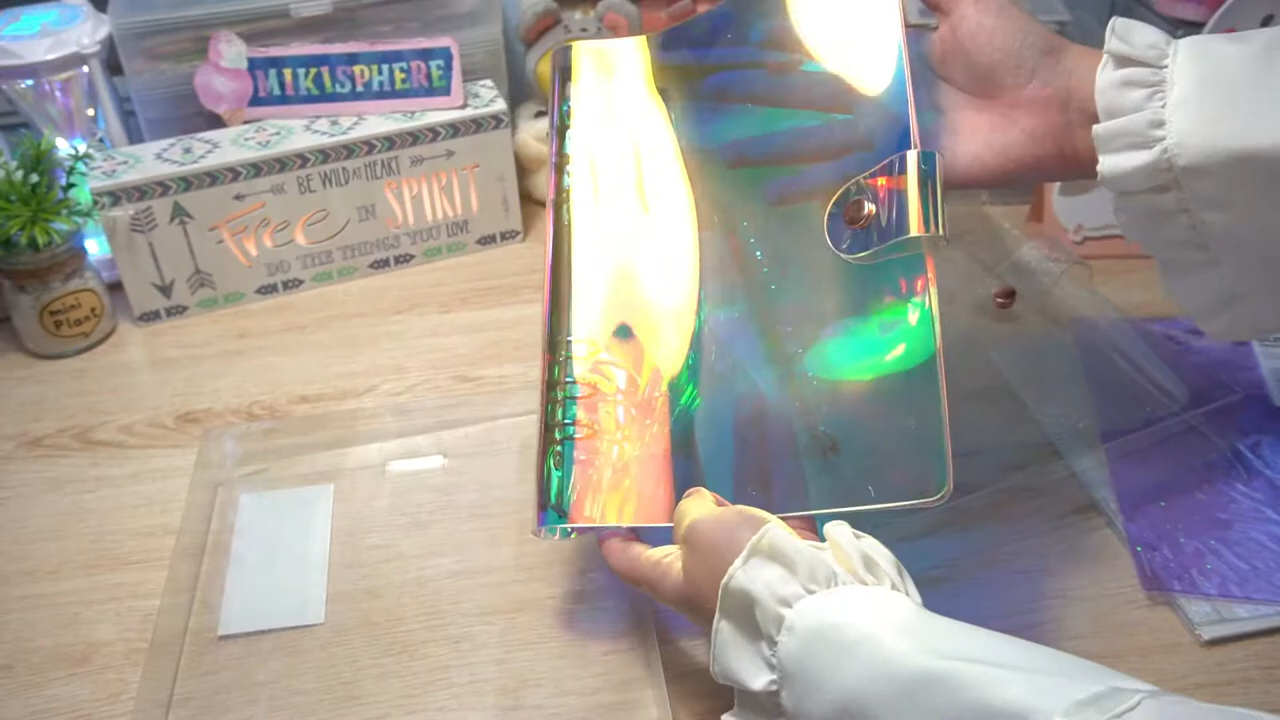 MIKISPHERE
BE WILD AT HEART
Free IN SPIRIT
DO THE THINGS YOU LOVE
mini
Plant